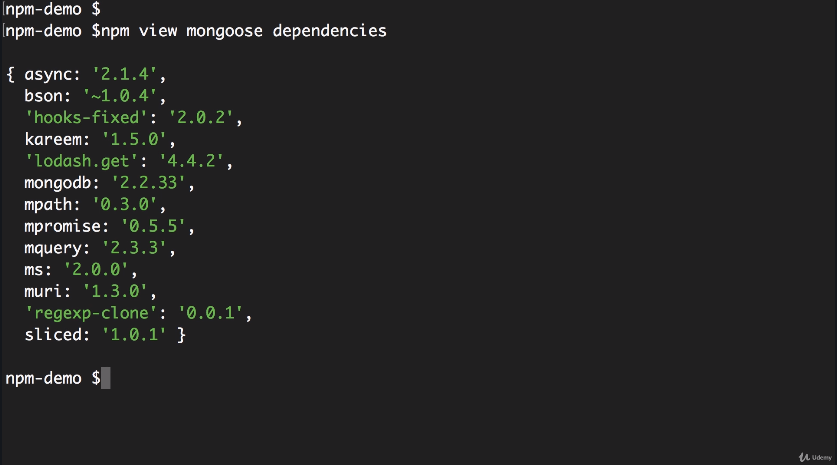 npm-demo $
npm-demo $npm view mongoose dependencies
{ async: '2.1.4',
bson: '~1.0.4',
'hooks-fixed': '2.0.2',
kareem: '1.5.0',
'lodash.get': '4.4.2',
mongodb: '2.2.33',
mpath: '0.3.0',
mpromise: '0.5.5',
mquery: '2.3.3',
ms: '2.0.0',
muri: '1.3.0',
'regexp-clone': '0.0.1',
sliced: '1.0.1' }
npm-demo $
Udemy